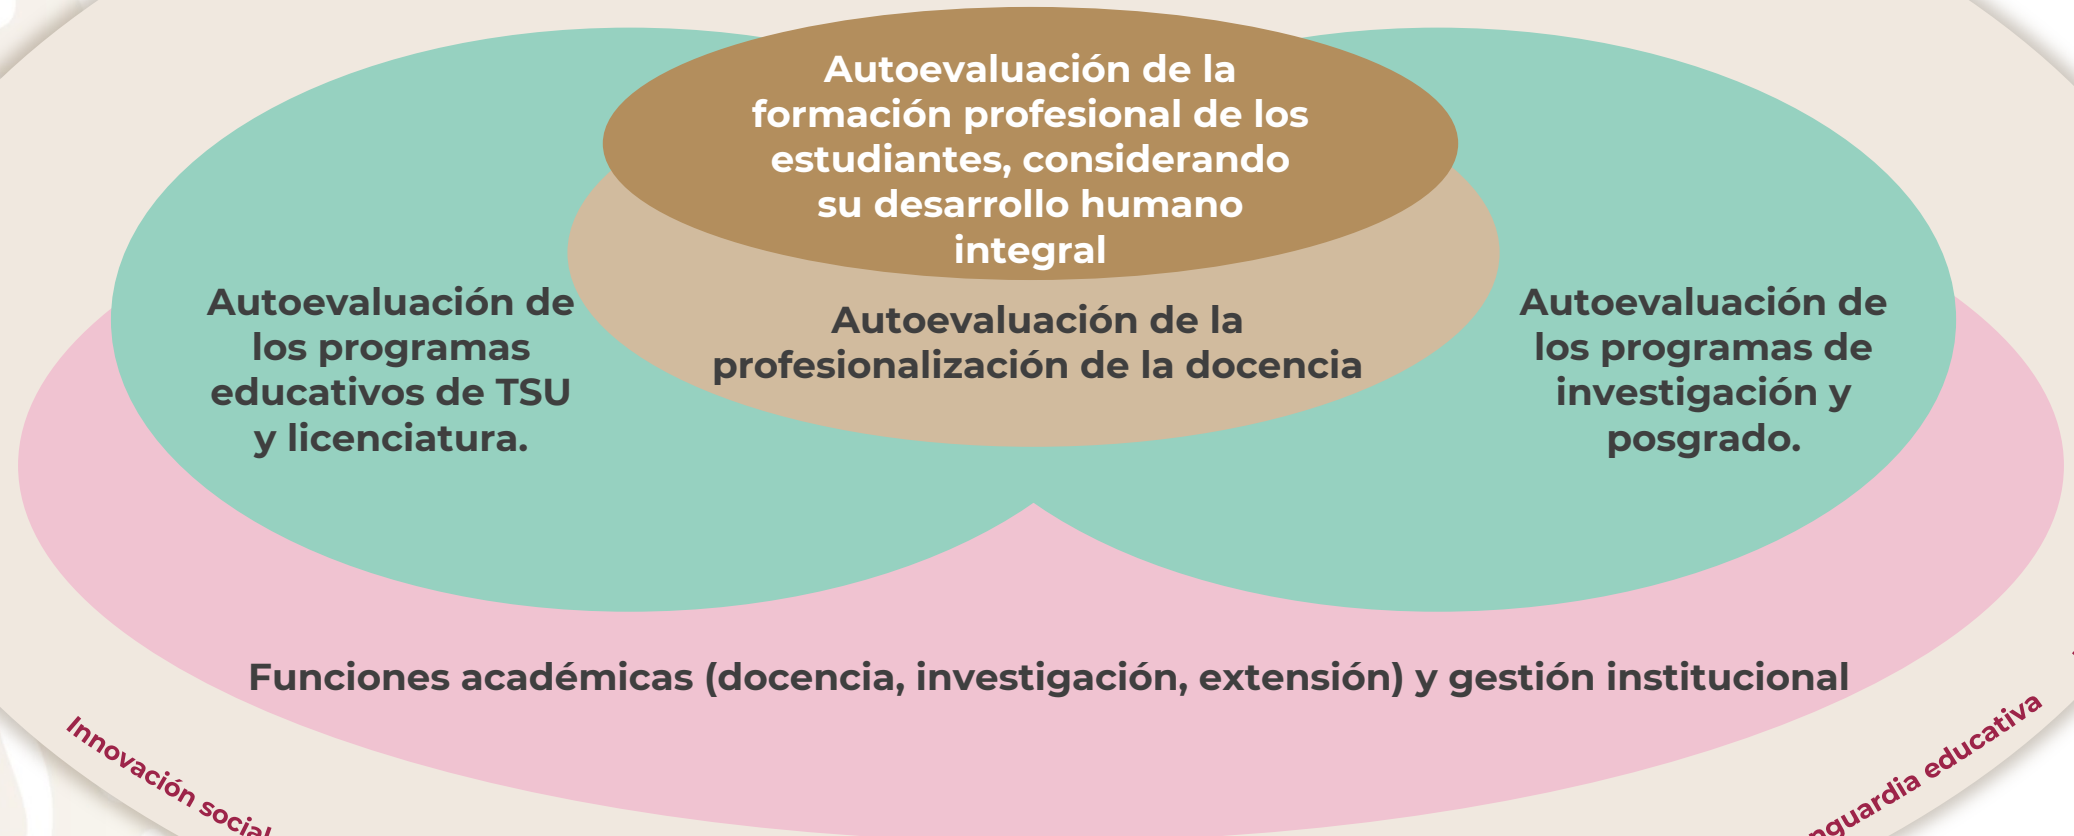 Autoevaluación de la
formación profesional de los
estudiantes, considerando
su desarrollo humano
integral
Autoevaluación de
los programas
educativos de TSU
y licenciatura.
Autoevaluación de la
profesionalización de la docencia
Autoevaluación de
los programas de
investigación y
posgrado.
Funciones académicas (docencia, investigación, extensión) y gestión institucional
Innovación social
educativa